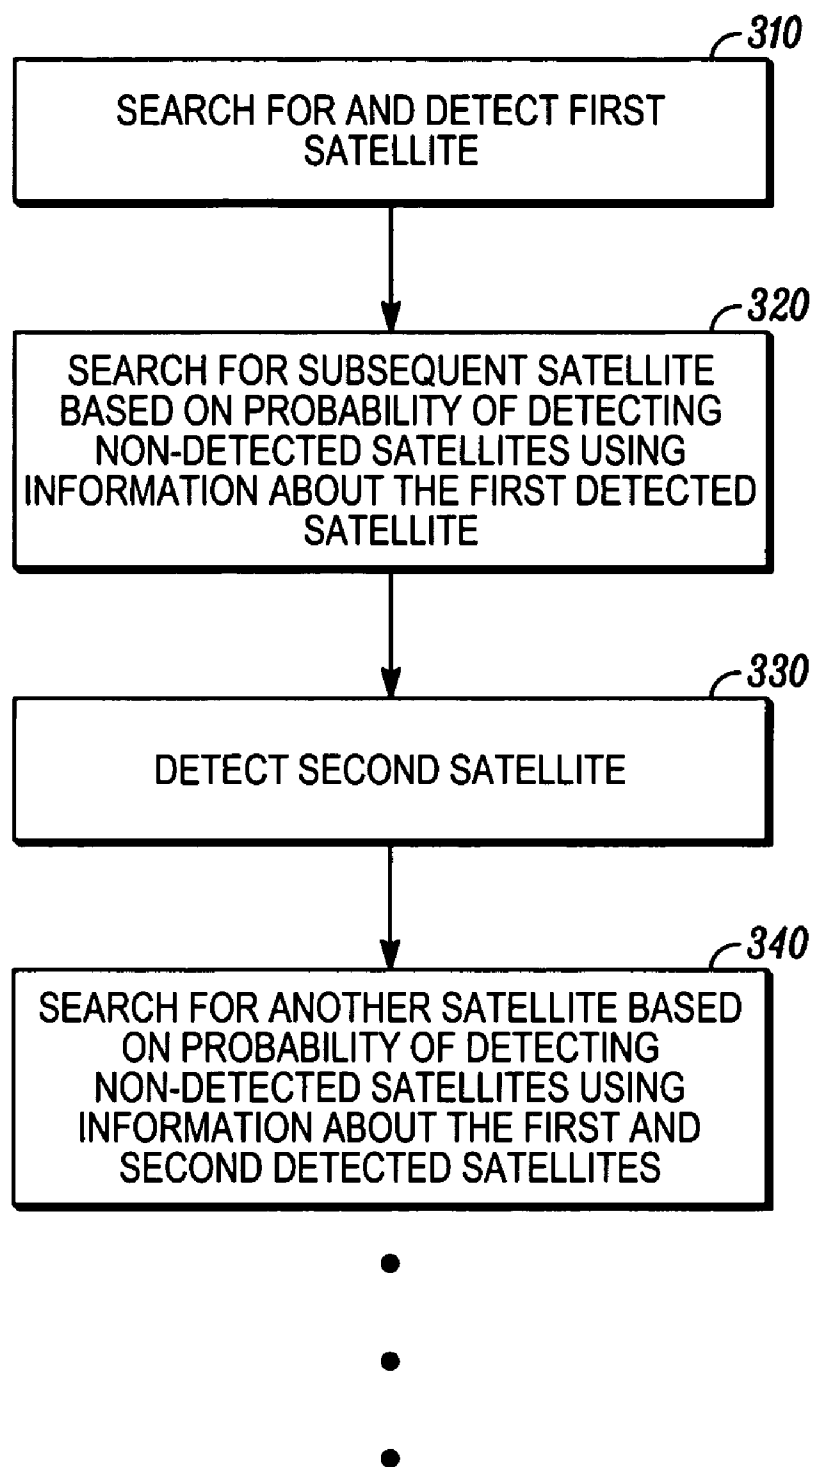 310
SEARCH FOR AND DETECT FIRST
SATELLITE
320
SEARCH FOR SUBSEQUENT SATELLITE
BASED ON PROBABILITY OF DETECTING
NON-DETECTED SATELLITES USING
INFORMATION ABOUT THE FIRST DETECTED
SATELLITE
330
DETECT SECOND SATELLITE
340
SEARCH FOR ANOTHER SATELLITE BASED
ON PROBABILITY OF DETECTING
NON-DETECTED SATELLITES USING
INFORMATION ABOUT THE FIRST AND
SECOND DETECTED SATELLITES